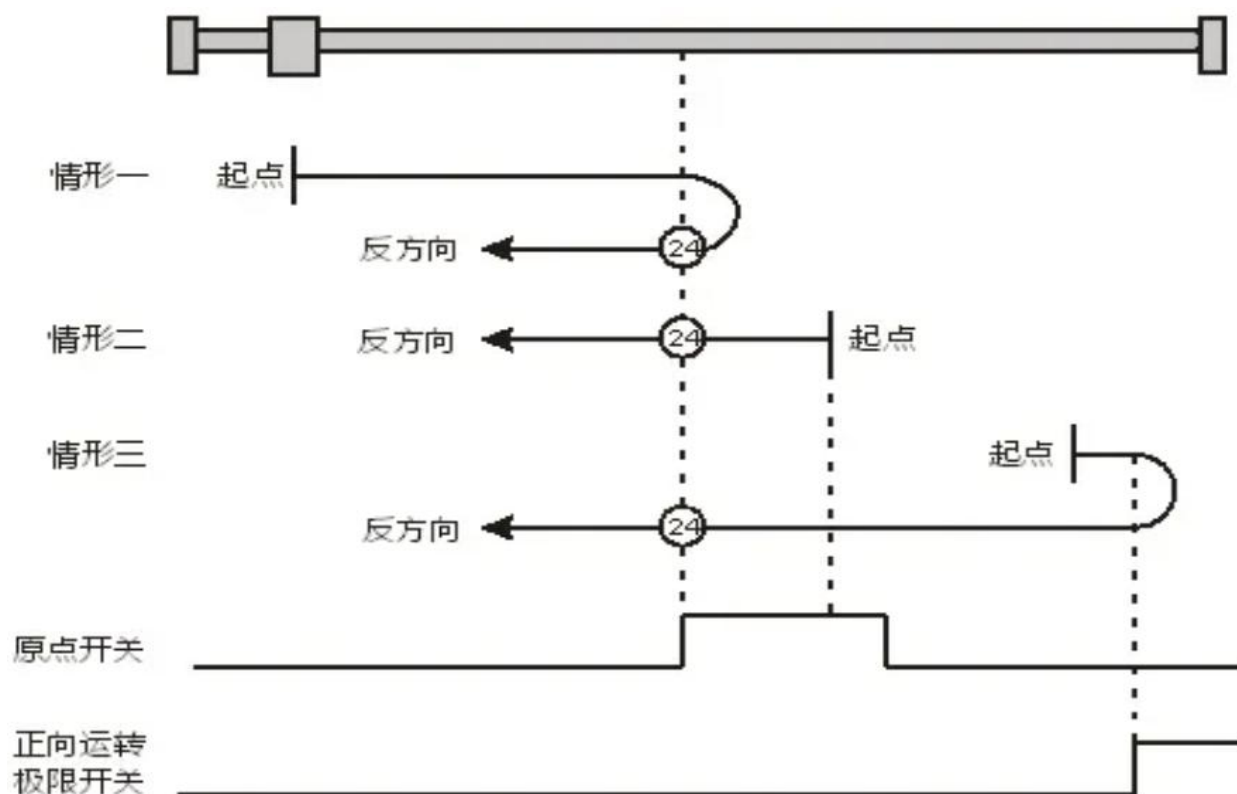 情形一 起点
反方向 24
情形二 反方向 24 起点
情形三 起点
反方向 24
原点开关
正向运转
极限开关